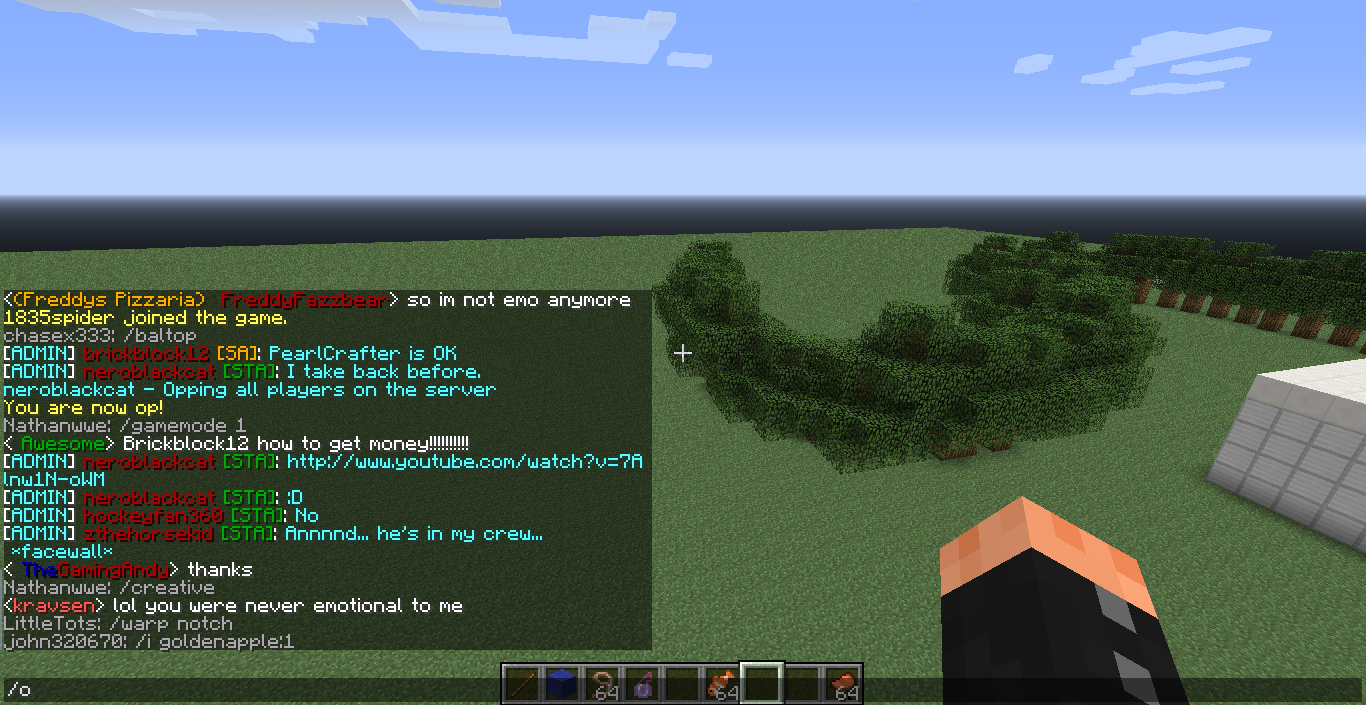 <(Freddys Pizzaria) FreddyFazzbear> so im not emo anymore
1835spider joined the game.
chasex333: /baltop
[ADMIN] brickblock12 [SA]: PearlCrafter is OK
[ADMIN] neroblackcat [STA]: I take back before.
neroblackcat - Opping all players on the server
You are now op!
Nathanwwe: /gamemode 1
< Awesome> Brickblock12 how to get money!!!!!!!!!
[ADMIN] neroblackcat [STA]: http://www.youtube.com/watch?v=7A
lnw1N-oWM
[ADMIN] neroblackcat [STA]: :D
[ADMIN] hockeyfan360 [STA]: No
[ADMIN] zthehorsekid [STA]: Annnnd... he's in my crew...
*facewall*
< TheGamingAndy> thanks
Nathanwwe: /creative
<kravsen> lol you were never emotional to me
LittleTots: /warp notch
john320670: /i goldenapple:1
/o
64
64
64